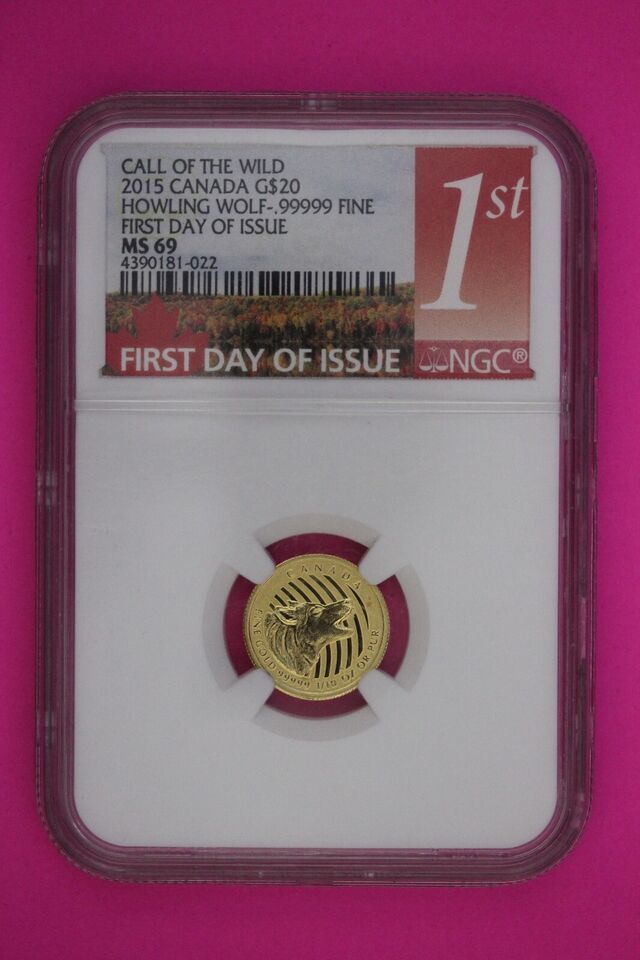 CALL OF THE WILD
2015 CANADA G$20
HOWLING WOLF-.99999 FINE
FIRST DAY OF ISSUE
MS 69
4390181-022
1st
FIRST DAY OF ISSUE
NGC®
CANADA
FINE GOLD 99999 1/10 OZ OR PUR